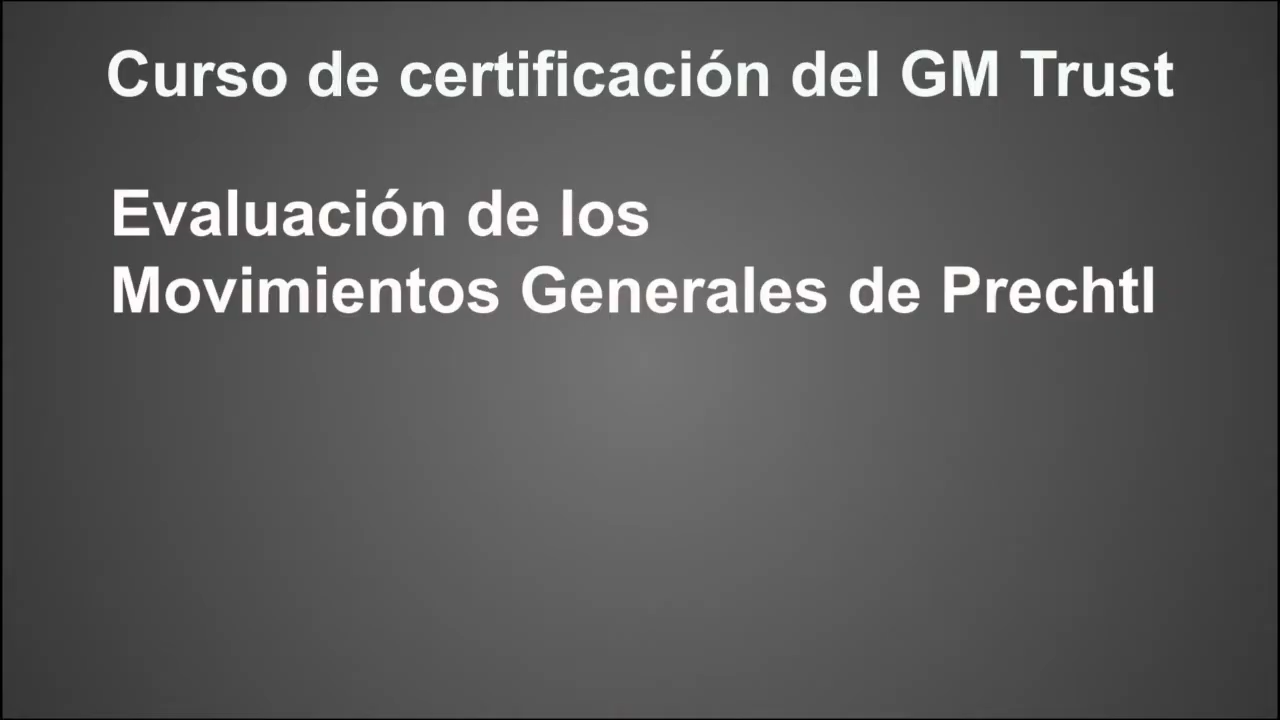 Curso de certificación del GM Trust
Evaluación de los
Movimientos Generales de Prechtl